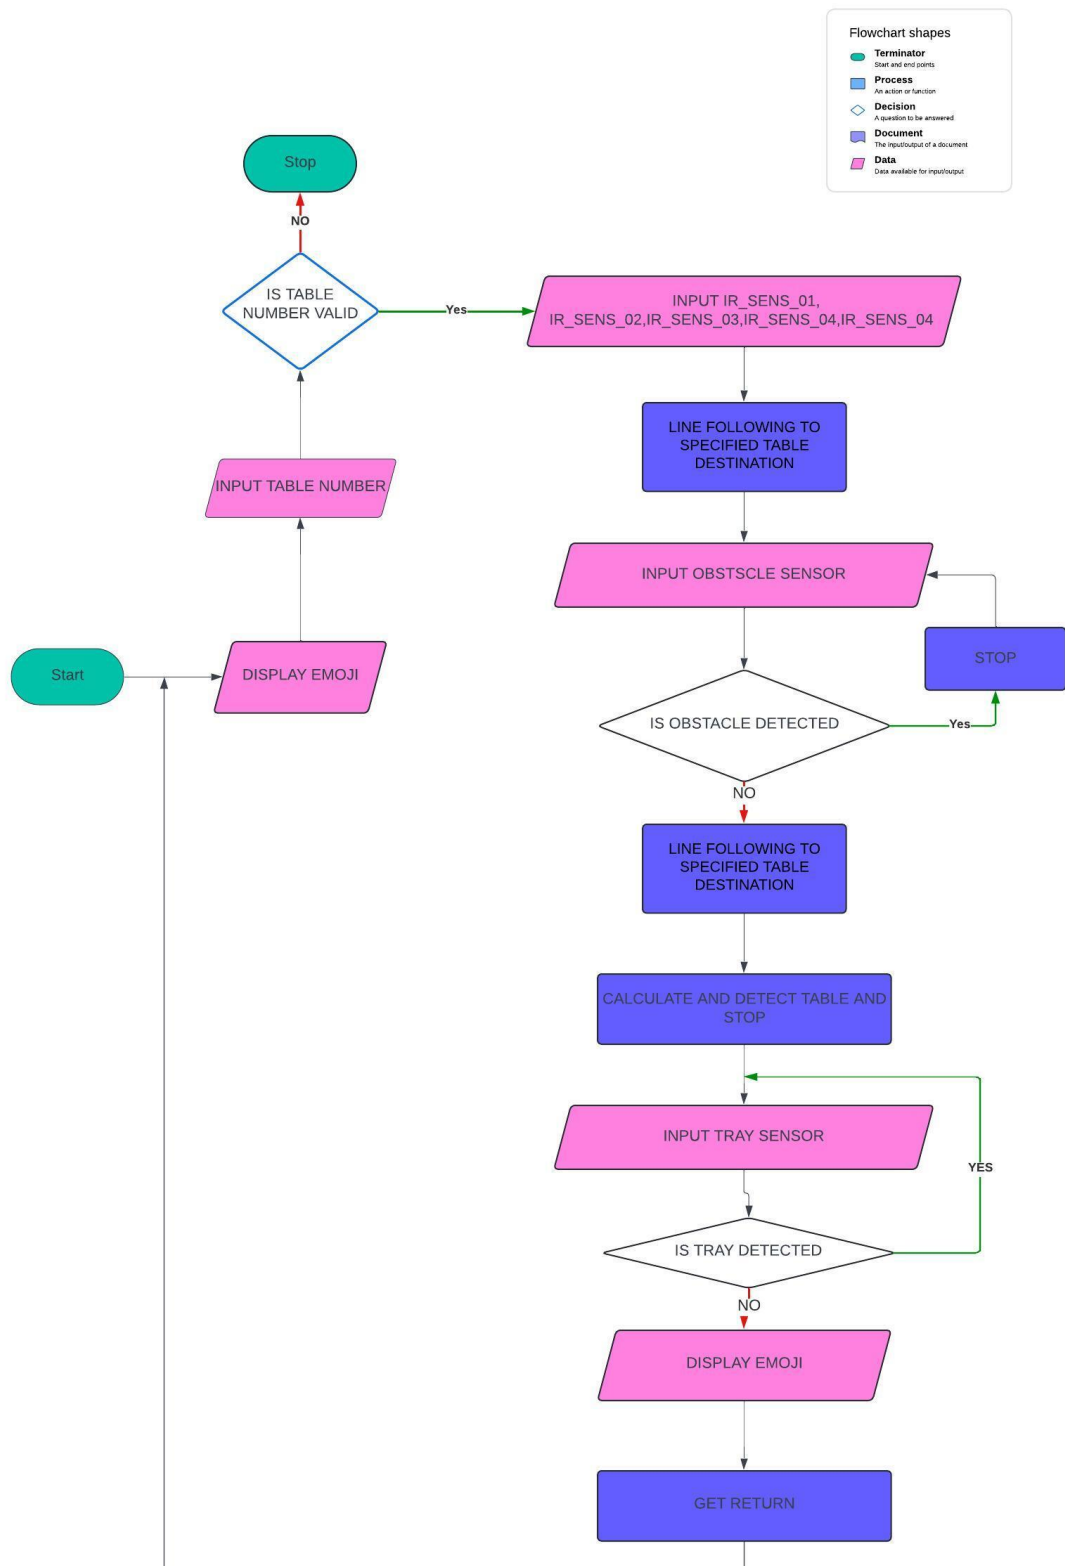 Flowchart shapes
Terminator
Start and end points
Process
An action or function
Decision
A question to be answered
Document
The input/output of a document
Data
Data available for input/output
Stop
NO
IS TABLE
NUMBER VALID
Yes
INPUT IR_SENS_01,
IR_SENS_02,IR_SENS_03,IR_SENS_04,IR_SENS_04
LINE FOLLOWING TO
SPECIFIED TABLE
DESTINATION
INPUT TABLE NUMBER
INPUT OBSTSCLE SENSOR
STOP
Start
DISPLAY EMOJI
IS OBSTACLE DETECTED
Yes
NO
LINE FOLLOWING TO
SPECIFIED TABLE
DESTINATION
CALCULATE AND DETECT TABLE AND
STOP
INPUT TRAY SENSOR
YES
IS TRAY DETECTED
NO
DISPLAY EMOJI
GET RETURN